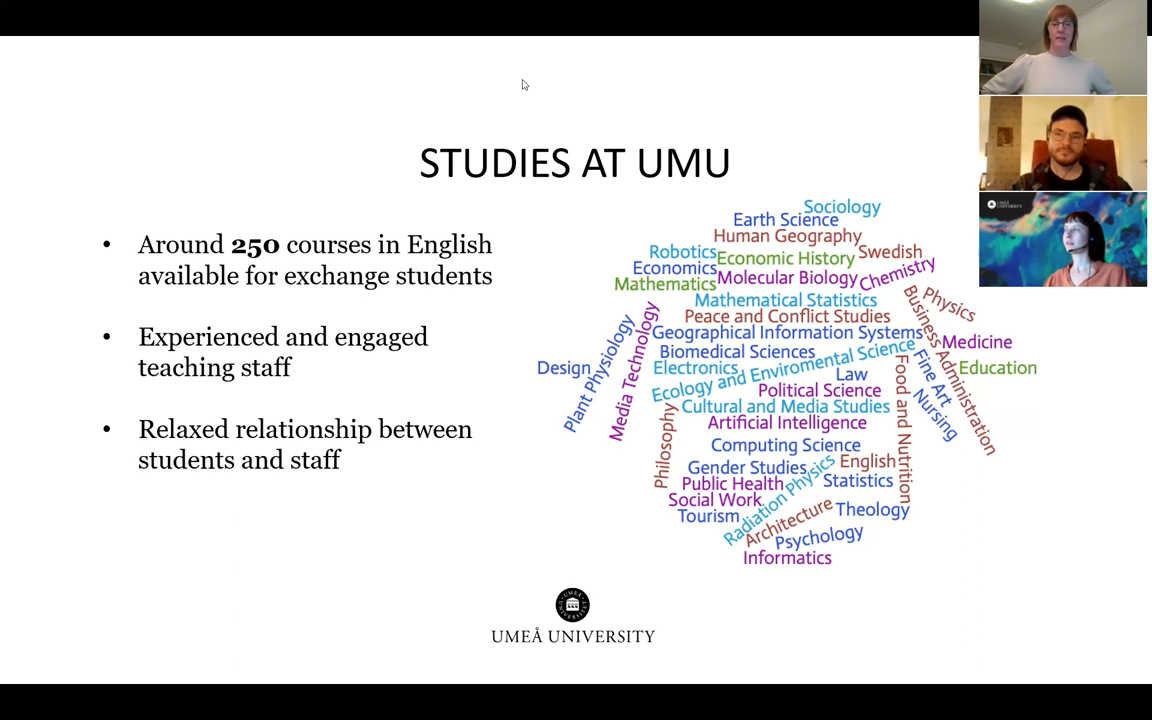 STUDIES AT UMU
• Around 250 courses in English
available for exchange students
• Experienced and engaged
teaching staff
• Relaxed relationship between
students and staff
Sociology
Earth Science
Human Geography
Robotics
Economic History
Swedish
Economics
Molecular Biology
Chemistry
Mathematics
Mathematical Statistics
Physics
Peace and Conflict Studies
Business Administration
Geographical Information Systems
Medicine
Biomedical Sciences
Plant Physiology
Media Technology
Design
Electronics
Ecology and Enviromental Science
Law
Fine Art
Education
Political Science
Food and Nutrition
Nursing
Cultural and Media Studies
Philosophy
Artificial Intelligence
Computing Science
English
Gender Studies
Radiation Physics
Public Health
Statistics
Social Work
Architecture
Theology
Tourism
Psychology
Informatics
UMEÅ UNIVERSITY
UMEÅ
UNIVERSITY